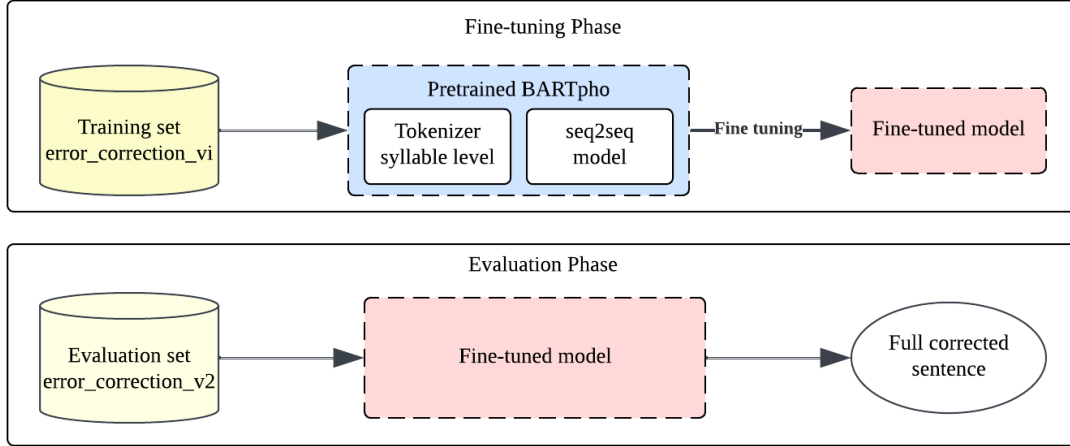 Fine-tuning Phase
Training set
error_correction_vi
Pretrained BARTpho
Tokenizer
syllable level
seq2seq
model
Fine tuning
Fine-tuned model
Evaluation Phase
Evaluation set
error_correction_v2
Fine-tuned model
Full corrected
sentence